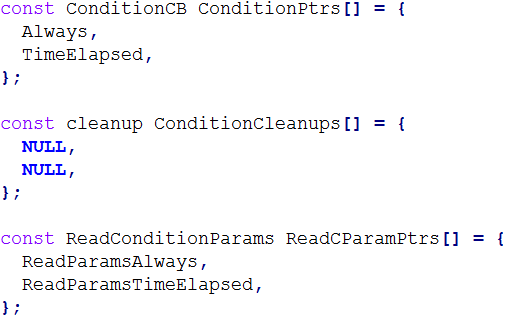 const ConditionCB ConditionPtrs[] = {
  Always,
  TimeElapsed,
};

const cleanup ConditionCleanups[] = {
  NULL,
  NULL,
};

const ReadConditionParams ReadCParamPtrs[] = {
  ReadParamsAlways,
  ReadParamsTimeElapsed,
};